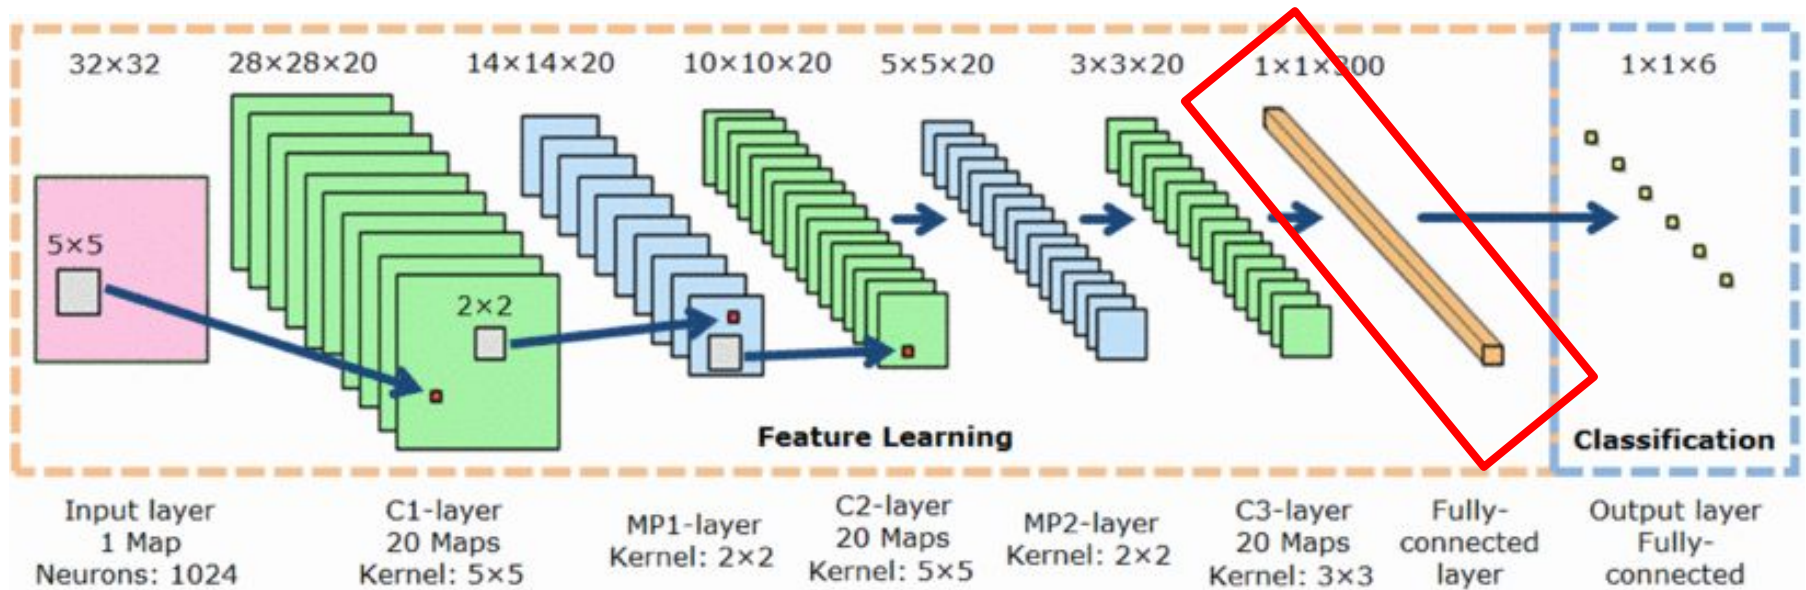 32×32
28×28×20
14×14×20
10×10×20
5×5×20
3×3×20
1×1×300
1×1×6
5×5
2×2
Feature Learning
Classification
Input layer
1 Map
Neurons: 1024
C1-layer
20 Maps
Kernel: 5×5
MP1-layer
Kernel: 2×2
C2-layer
20 Maps
Kernel: 5×5
MP2-layer
Kernel: 2×2
C3-layer
20 Maps
Kernel: 3×3
Fully-
connected
layer
Output layer
Fully-
connected